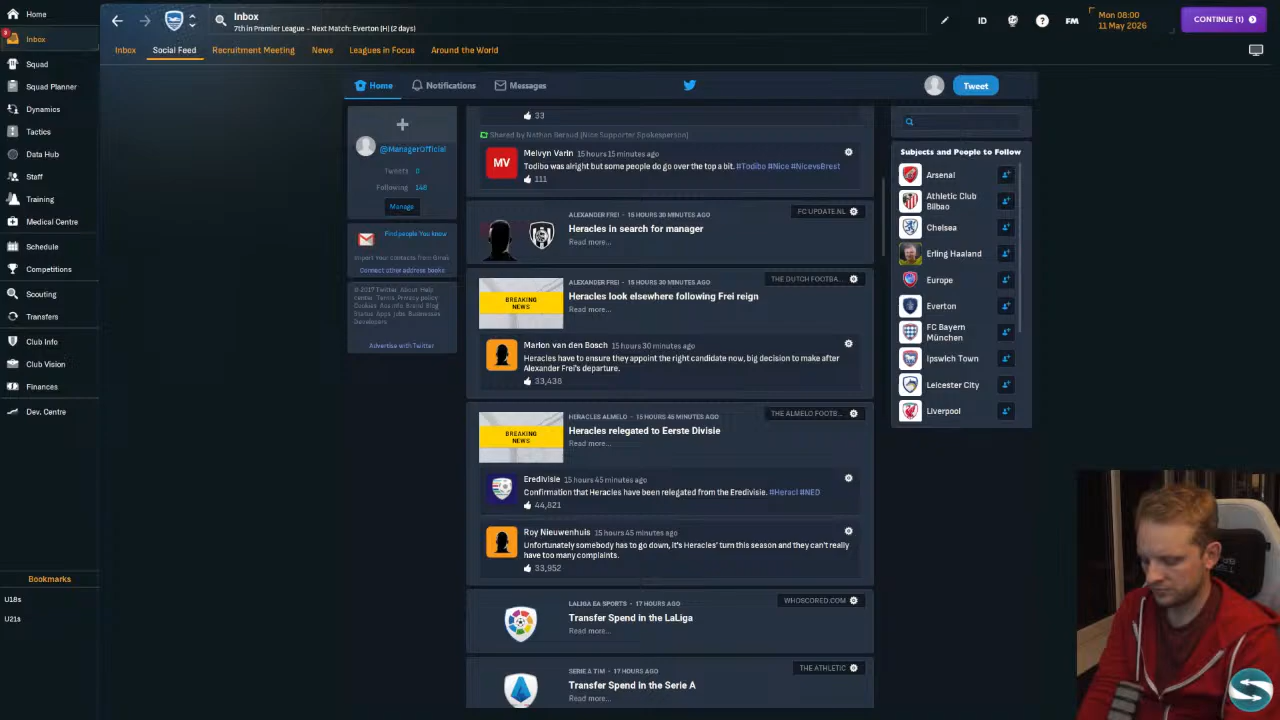 Home
3
Inbox
Squad
Squad Planner
Dynamics
Tactics
Data Hub
Staff
Training
Medical Centre
Schedule
Competitions
Scouting
Transfers
Club Info
Club Vision
Finances
Dev. Centre
Bookmarks
U18s
U21s
Inbox
7th in Premier League - Next Match: Everton (H) (2 days)
ID
?
FM
Mon 08:00
11 May 2026
CONTINUE (1)
Inbox
Social Feed
Recruitment Meeting
News
Leagues in Focus
Around the World
Home
Notifications
Messages
Tweet
@ManagerOfficial
Tweets 0
Following 148
Manage
Find people You know
Import Your contacts from Gmail
Connect other address books
© 2017 Twitter About Help
center Terms Privacy policy
Cookies Ads info Brand Blog
Status Apps Jobs Businesses
Developers
Advertise with Twitter
33
Shared by Nathan Geraud (Nice Supporter Spokesperson)
MV
Melvyn Varin 15 hours 15 minutes ago
Todibo was alright but some people do go over the top a bit. #Todibo #Nice #NicevsBrest
111
ALEXANDER FREI - 15 HOURS 30 MINUTES AGO
FC UPDATE.NL
Heracles in search for manager
Read more...
ALEXANDER FREI - 15 HOURS 30 MINUTES AGO
THE DUTCH FOOTBA...
BREAKING
NEWS
Heracles look elsewhere following Frei reign
Read more...
Marion van den Bosch 15 hours 30 minutes ago
Heracles have to ensure they appoint the right candidate now, big decision to make after
Alexander Frei's departure.
33,438
HERACLES ALMELO - 15 HOURS 45 MINUTES AGO
THE ALMELO FOOTB...
BREAKING
NEWS
Heracles relegated to Eerste Divisie
Read more...
Eredivisie 15 hours 45 minutes ago
Confirmation that Heracles have been relegated from the Eredivisie. #Heracl #NED
44,821
Roy Nieuwenhuis 15 hours 45 minutes ago
Unfortunately somebody has to go down, it's Heracles' turn this season and they can't really
have too many complaints.
33,952
LALIGA EA SPORTS - 17 HOURS AGO
WHOSCORED.COM
Transfer Spend in the LaLiga
Read more...
SERIE A TIM - 17 HOURS AGO
THE ATHLETIC
Transfer Spend in the Serie A
Read more...
Subjects and People to Follow
Arsenal
Athletic Club
Bilbao
Chelsea
Erling Haaland
Europe
Everton
FC Bayern
München
Ipswich Town
Leicester City
Liverpool